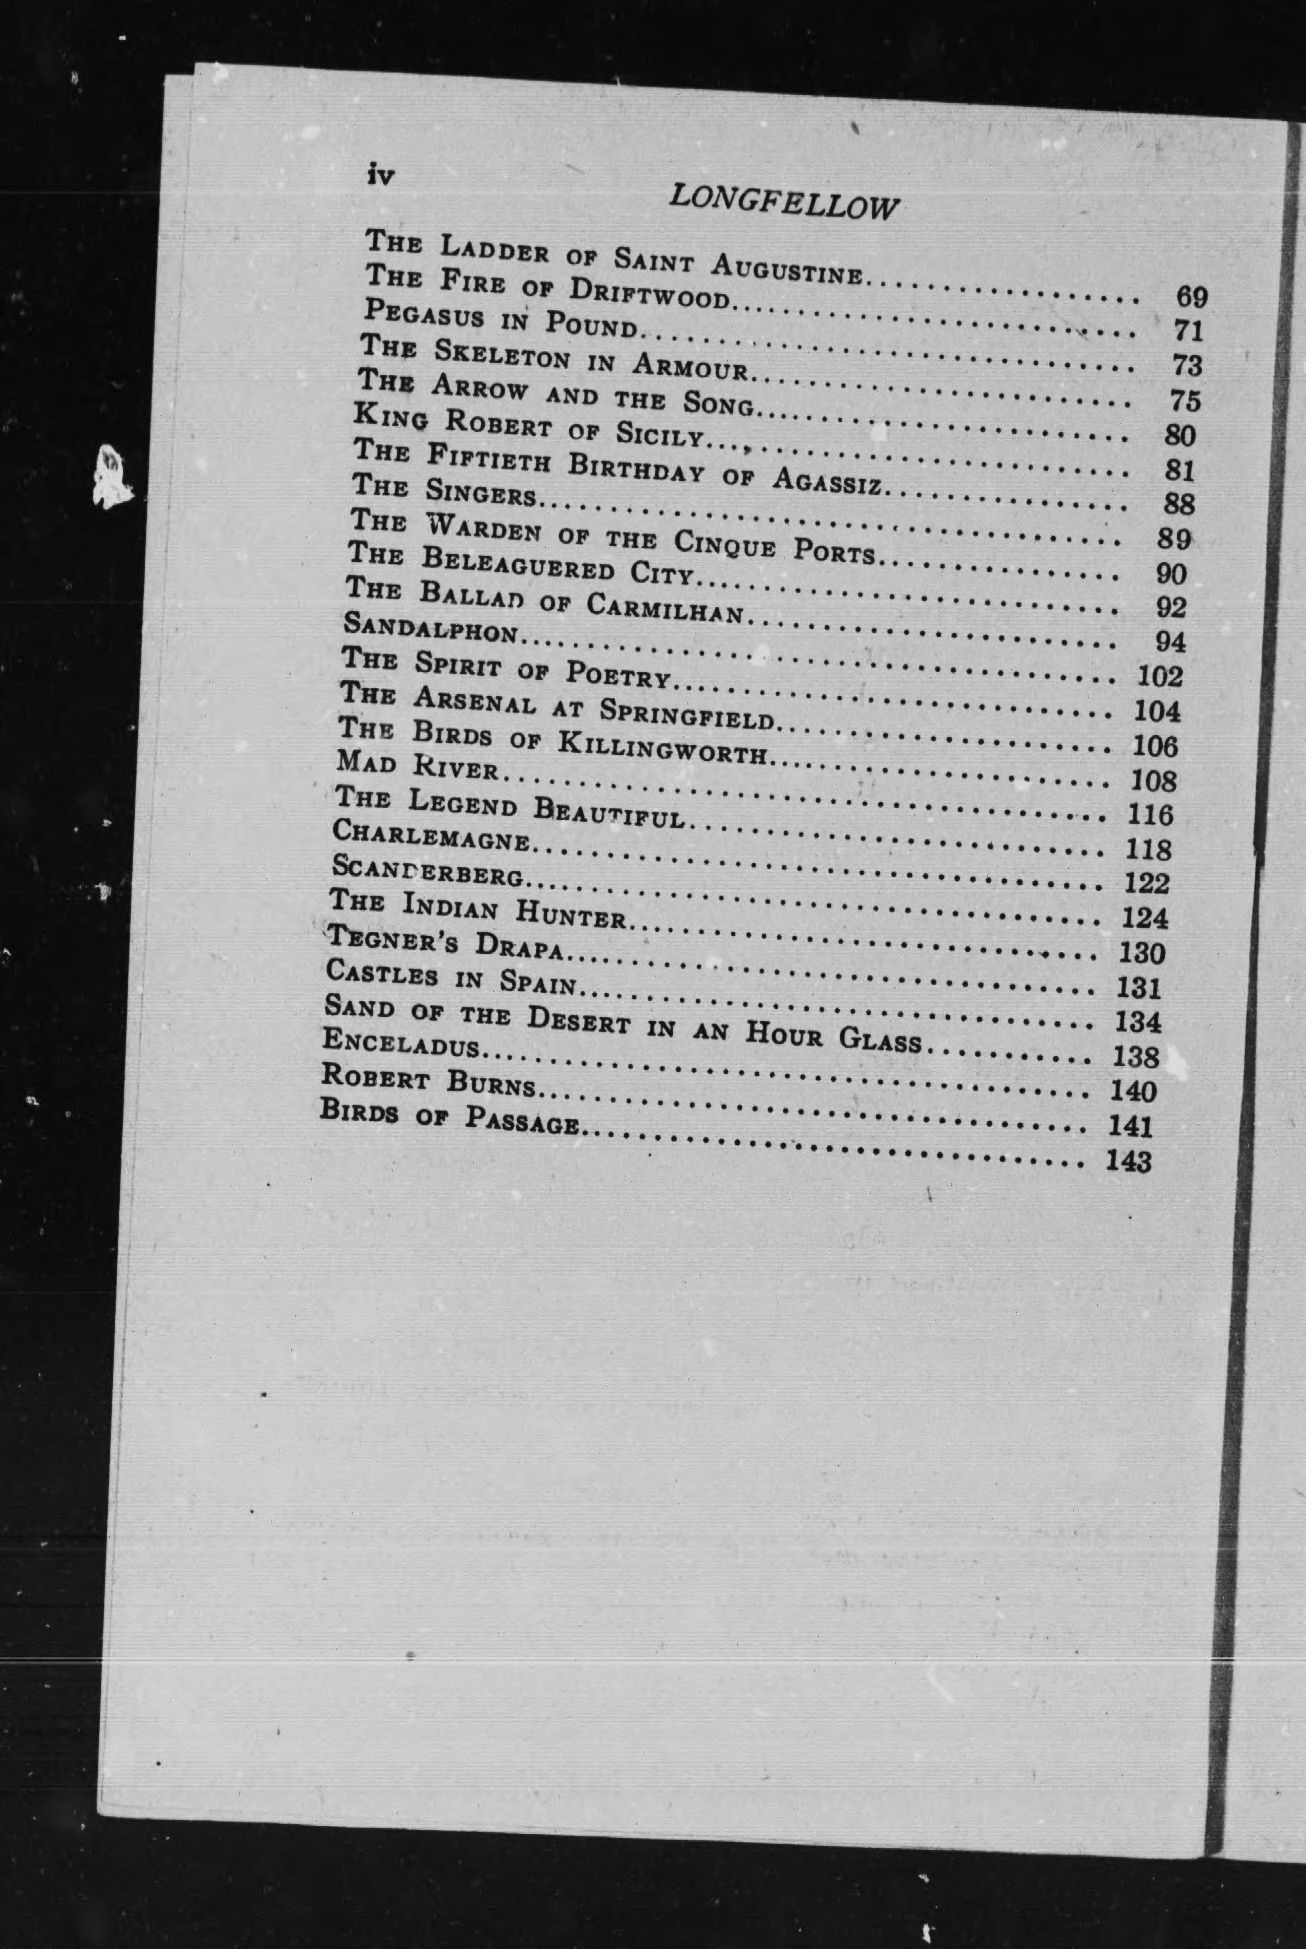 iv
LONGFELLOW
THE LADDER OF SAINT AUGUSTINE.................. 69
THE FIRE OF DRIFTWOOD.......................... 71
PEGASUS IN POUND............................... 73
THE SKELETON IN ARMOUR......................... 75
THE ARROW AND THE SONG......................... 80
KING ROBERT OF SICILY.......................... 81
THE FIFTIETH BIRTHDAY OF AGASSIZ................ 88
THE SINGERS.................................... 89
THE WARDEN OF THE CINQUE PORTS................ 90
THE BELEAGUERED CITY........................... 92
THE BALLAD OF CARMILHAN........................ 94
SANDALPHON..................................... 102
THE SPIRIT OF POETRY........................... 104
THE ARSENAL AT SPRINGFIELD..................... 106
THE BIRDS OF KILLINGWORTH...................... 108
MAD RIVER...................................... 116
THE LEGEND BEAUTIFUL........................... 118
CHARLEMAGNE.................................... 122
SCANDERBERG.................................... 124
THE INDIAN HUNTER.............................. 130
TEGNER'S DRAPA................................. 131
CASTLES IN SPAIN............................... 134
SAND OF THE DESERT IN AN HOUR GLASS........... 138
ENCELADUS...................................... 140
ROBERT BURNS................................... 141
BIRDS OF PASSAGE............................... 143